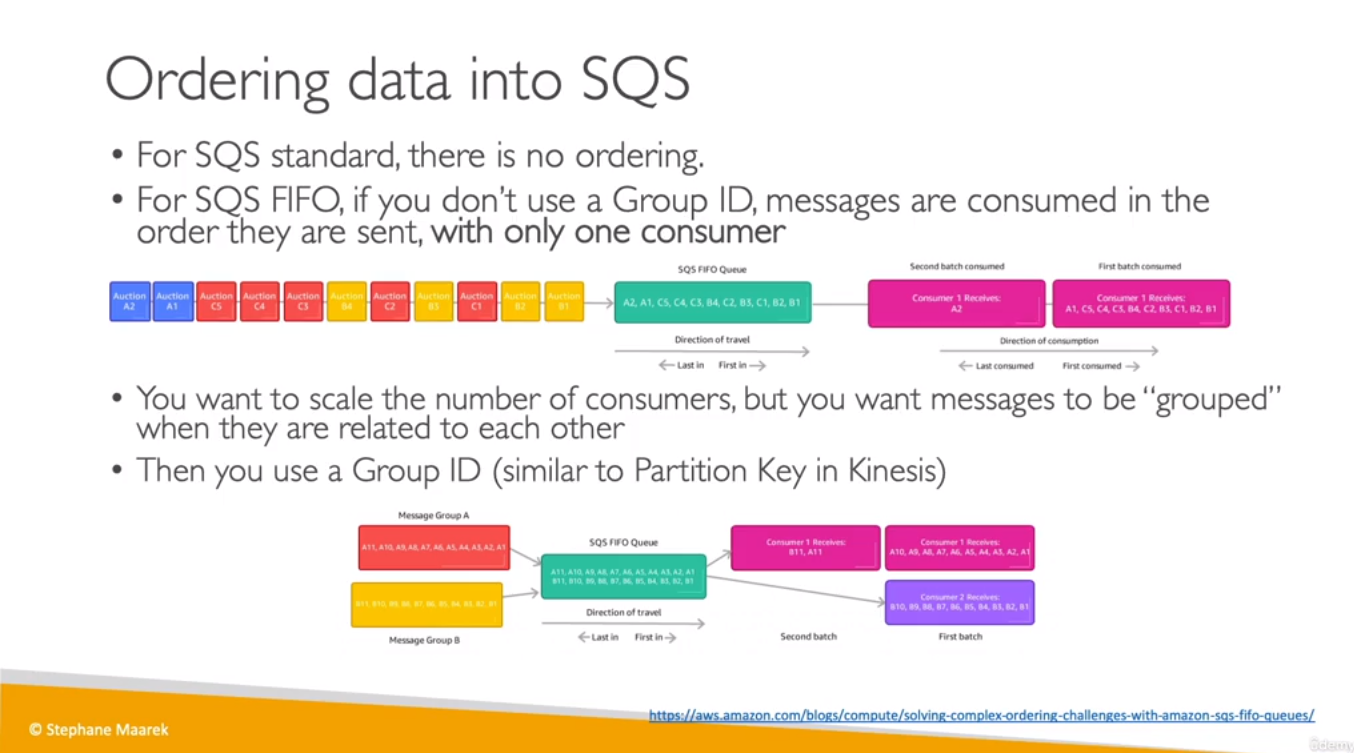 Ordering data into SQS
• For SQS standard, there is no ordering.
• For SQS FIFO, if you don't use a Group ID, messages are consumed in the
order they are sent, with only one consumer
SQS FIFO Queue
Second batch consumed
First batch consumed
Auction A2
Auction A1
Auction C5
Auction C4
Auction C3
Auction B4
Auction C2
Auction B3
Auction C1
Auction B2
Auction B1
A2, A1, C5, C4, C3, B4, C2, B3, C1, B2, B1
Consumer 1 Receives:
A2
Consumer 1 Receives:
A1, C5, C4, C3, B4, C2, B3, C1, B2, B1
Direction of travel
Last in
First in
Direction of consumption
Last consumed
First consumed
• You want to scale the number of consumers, but you want messages to be “grouped”
when they are related to each other
• Then you use a Group ID (similar to Partition Key in Kinesis)
Message Group A
A11, A10, A9, A8, A7, A6, A5, A4, A3, A2, A1
B11, B10, B9, B8, B7, B6, B5, B4, B3, B2, B1
Message Group B
SQS FIFO Queue
A11, A10, A9, A8, A7, A6, A5, A4, A3, A2, A1
B11, B10, B9, B8, B7, B6, B5, B4, B3, B2, B1
Direction of travel
Last in
First in
Consumer 1 Receives:
B11, A11
Consumer 1 Receives:
A10, A9, A8, A7, A6, A5, A4, A3, A2, A1
Consumer 2 Receives:
B10, B9, B8, B7, B6, B5, B4, B3, B2, B1
Second batch
First batch
https://aws.amazon.com/blogs/compute/solving-complex-ordering-challenges-with-amazon-sqs-fifo-queues/
© Stephane Maarek
ûdemy